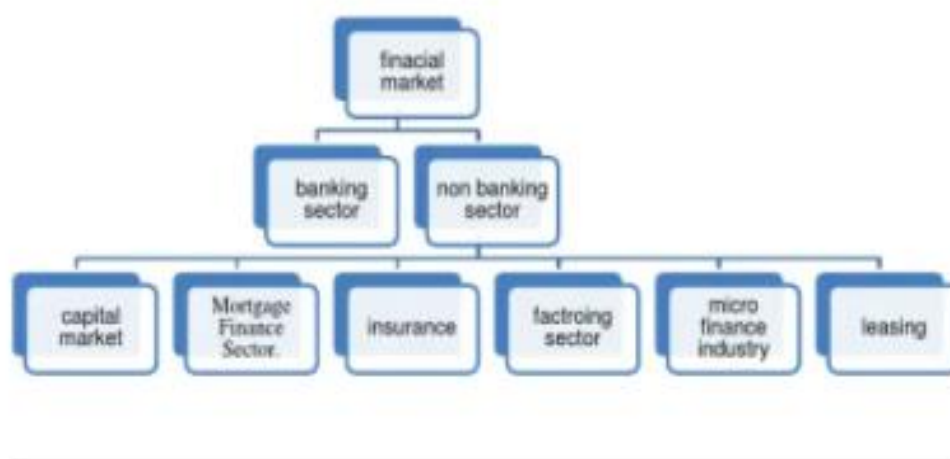 finacial
market
banking
sector
non banking
sector
capital
market
Mortgage
Finance
Sector.
insurance
factroing
sector
micro
finance
industry
leasing